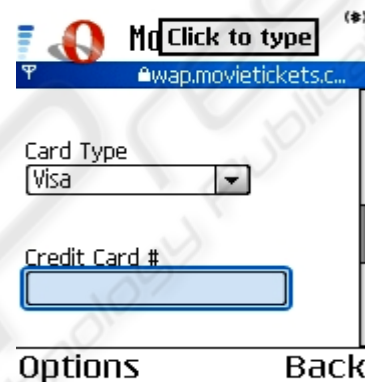 Mo Click to type
wap.movietickets.c...
Card Type
Visa
Credit Card #
Options Back